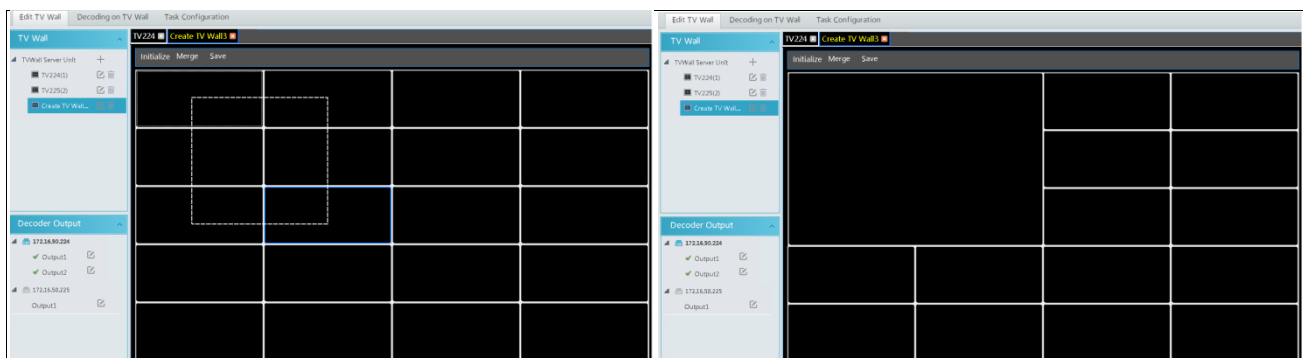 Edit TV Wall Decoding on TV Wall Task Configuration
TV Wall
TV224 Create TV Wall3
Initialize Merge Save
TVWall Server Unit
TV224(1)
TV225(2)
Create TV Wall...
Decoder Output
172.16.50.224
Output1
Output2
172.16.50.225
Output1
Edit TV Wall Decoding on TV Wall Task Configuration
TV Wall
TV224 Create TV Wall3
Initialize Merge Save
TVWall Server Unit
TV224(1)
TV225(2)
Create TV Wall...
Decoder Output
172.16.50.224
Output1
Output2
172.16.50.225
Output1